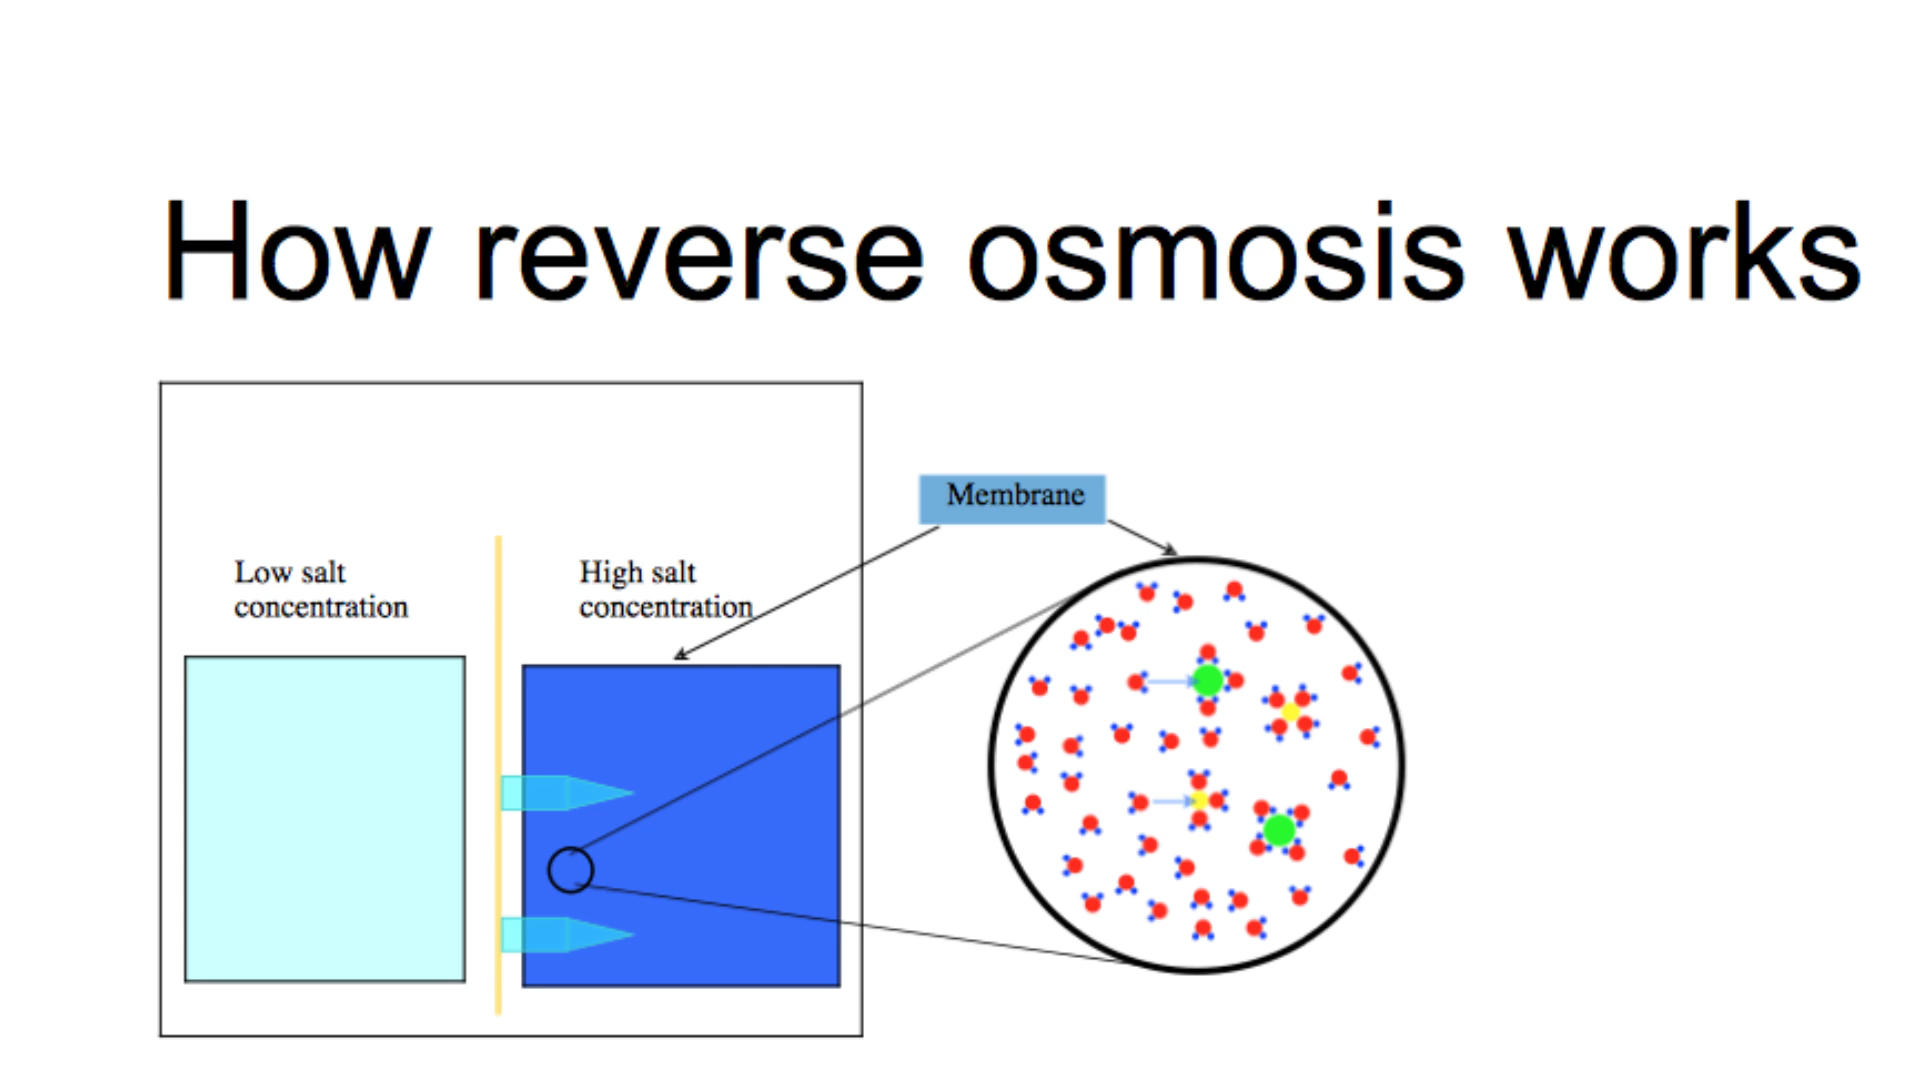 How reverse osmosis works
Membrane
Low salt
concentration
High salt
concentration